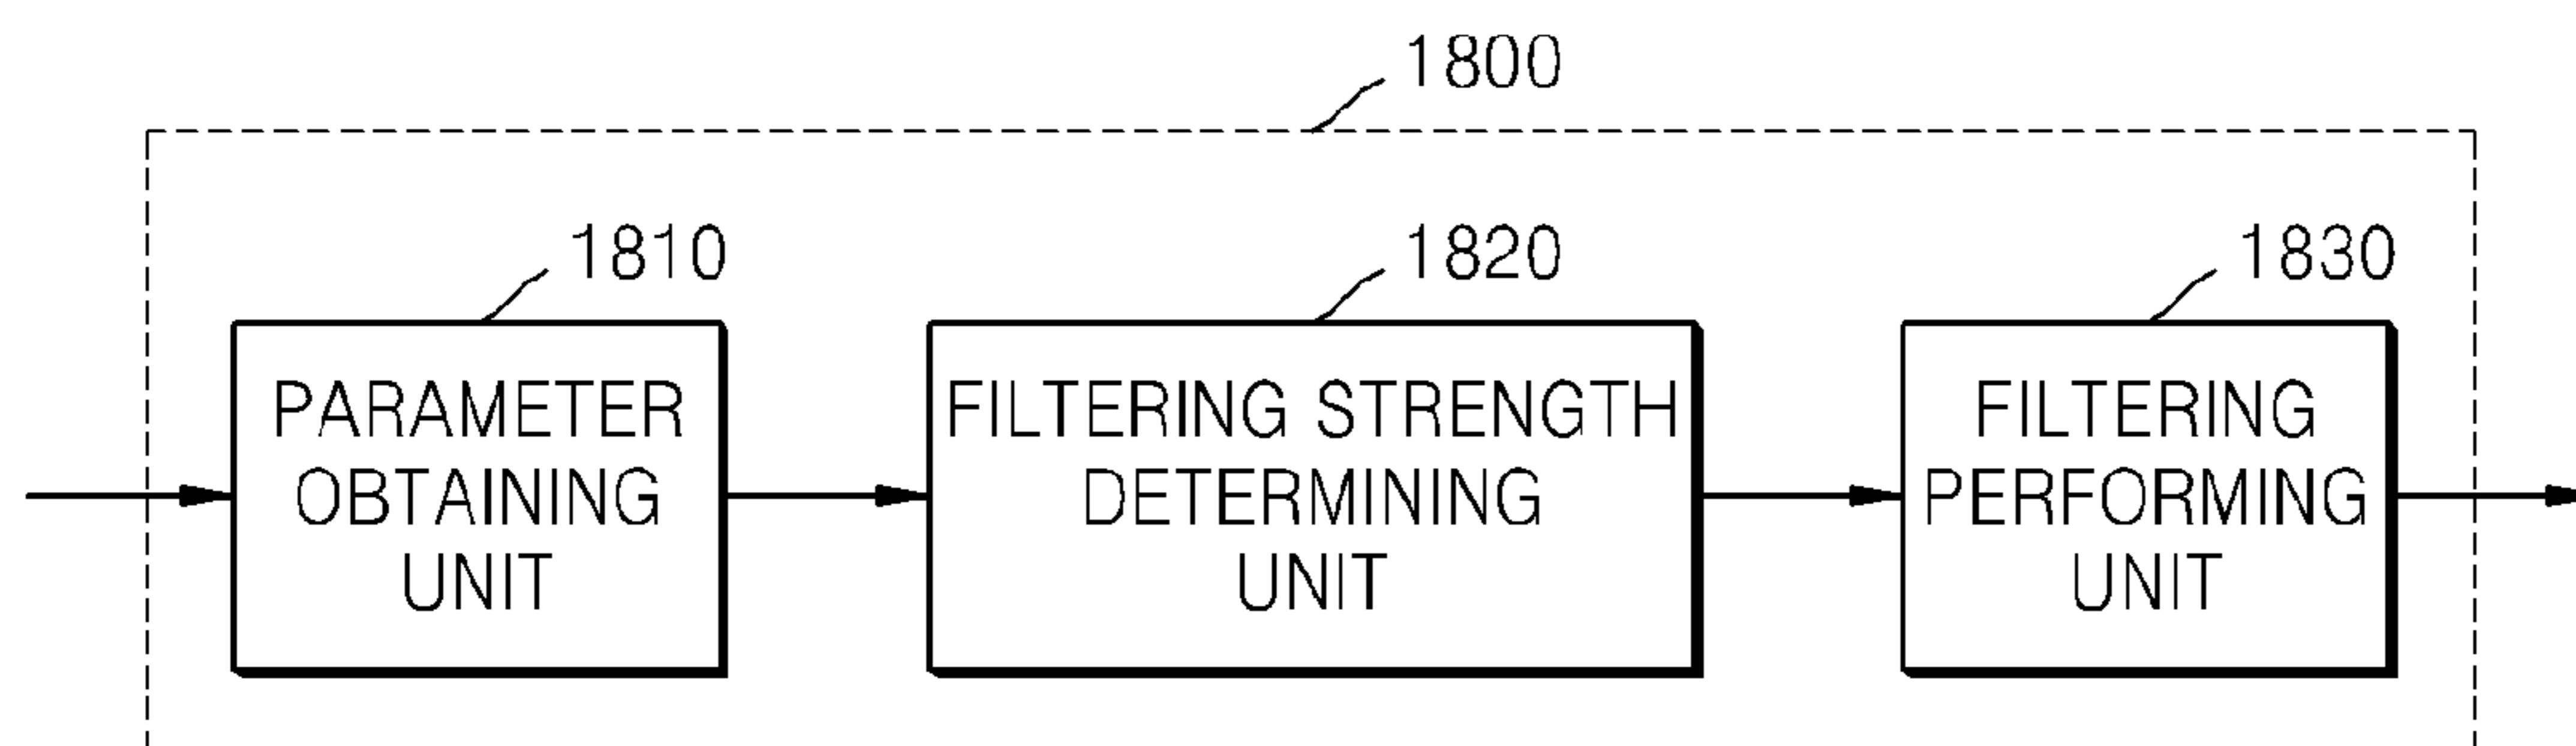 1800
1810
1820
1830
PARAMETER
OBTAINING
UNIT
FILTERING STRENGTH
DETERMINING
UNIT
FILTERING
PERFORMING
UNIT